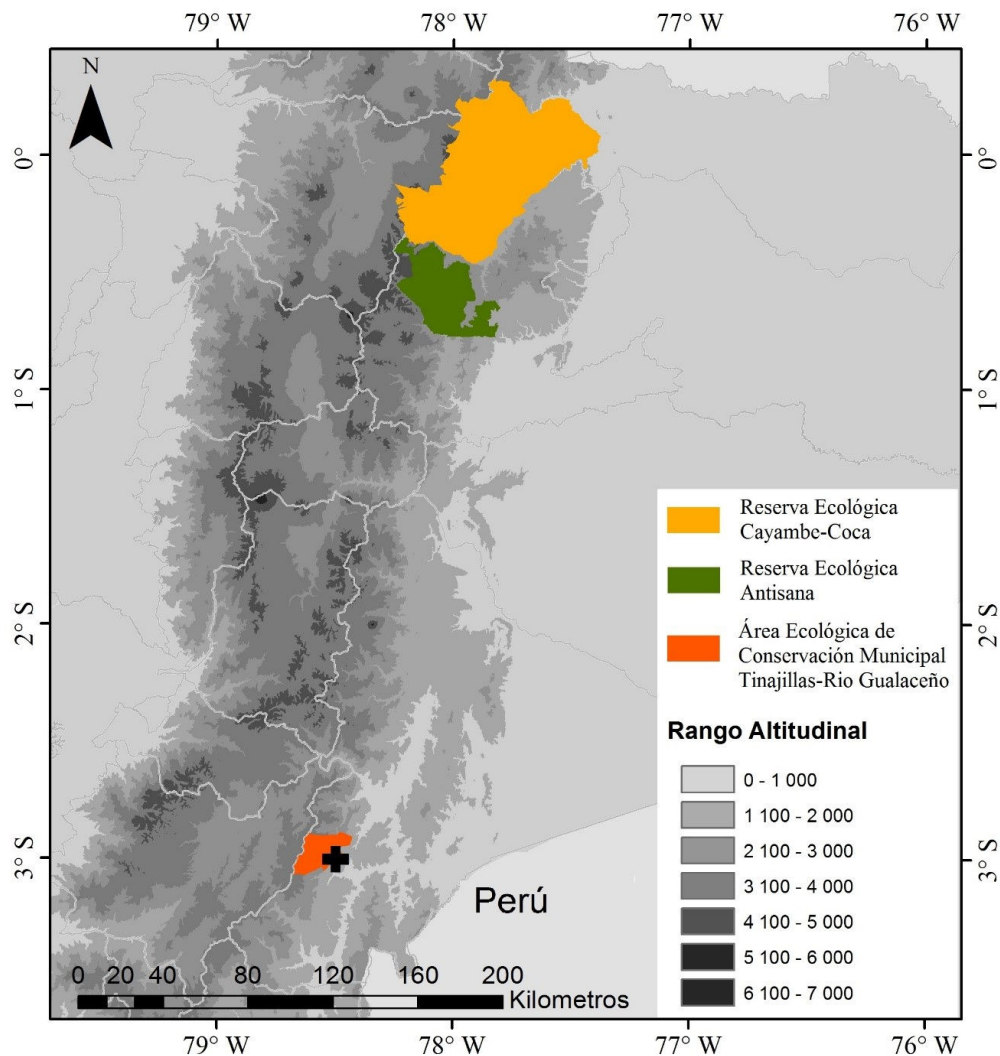 79° W 78° W 77° W 76° W
N
0° 0°
1° S 1° S
Reserva Ecológica
Cayambe-Coca
Reserva Ecológica
Antisana
2° S 2° S
Área Ecológica de
Conservación Municipal
Tinajillas-Rio Gualaceño
Rango Altitudinal
0 - 1 000
1 100 - 2 000
2 100 - 3 000
3 100 - 4 000
4 100 - 5 000
5 100 - 6 000
6 100 - 7 000
3° S 3° S
Perú
0 20 40 80 120 160 200
Kilometros
79° W 78° W 77° W 76° W